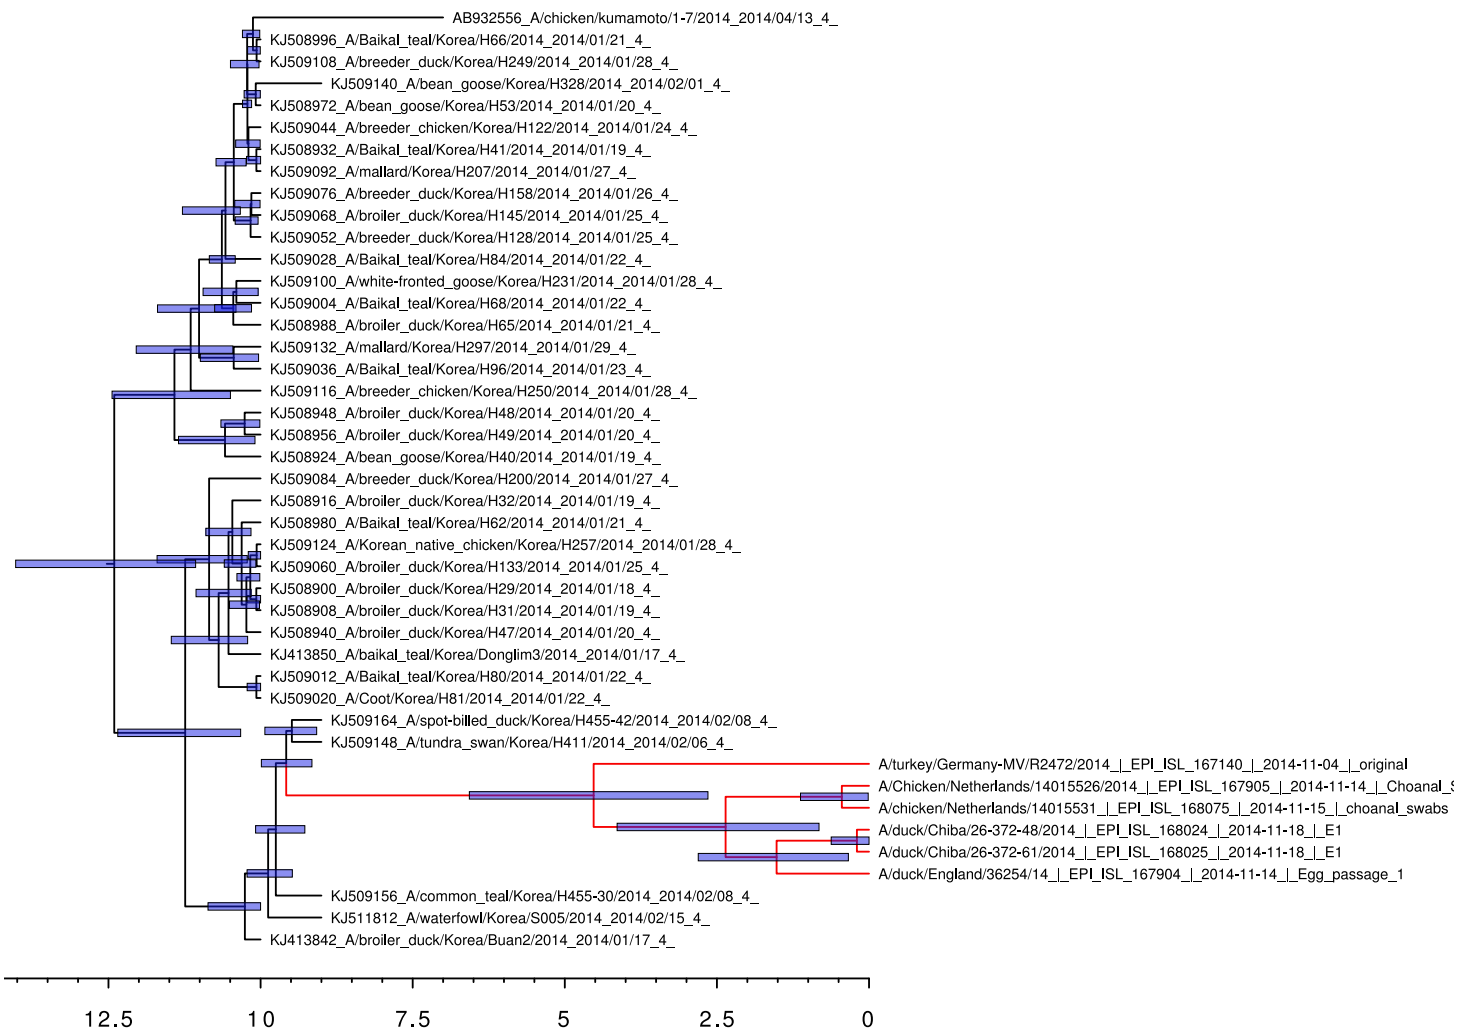 AB932556_A/chicken/kumamoto/1-7/2014_2014/04/13_4_
KJ508996_A/Baikal_teal/Korea/H66/2014_2014/01/21_4_
KJ509108_A/breeder_duck/Korea/H249/2014_2014/01/28_4_
KJ509140_A/bean_goose/Korea/H328/2014_2014/02/01_4_
KJ508972_A/bean_goose/Korea/H53/2014_2014/01/20_4_
KJ509044_A/breeder_chicken/Korea/H122/2014_2014/01/24_4_
KJ508932_A/Baikal_teal/Korea/H41/2014_2014/01/19_4_
KJ509092_A/mallard/Korea/H207/2014_2014/01/27_4_
KJ509076_A/breeder_duck/Korea/H158/2014_2014/01/26_4_
KJ509068_A/broiler_duck/Korea/H145/2014_2014/01/25_4_
KJ509052_A/breeder_duck/Korea/H128/2014_2014/01/25_4_
KJ509028_A/Baikal_teal/Korea/H84/2014_2014/01/22_4_
KJ509100_A/white-fronted_goose/Korea/H231/2014_2014/01/28_4_
KJ509004_A/Baikal_teal/Korea/H68/2014_2014/01/22_4_
KJ508988_A/broiler_duck/Korea/H65/2014_2014/01/21_4_
KJ509132_A/mallard/Korea/H297/2014_2014/01/29_4_
KJ509036_A/Baikal_teal/Korea/H96/2014_2014/01/23_4_
KJ509116_A/breeder_chicken/Korea/H250/2014_2014/01/28_4_
KJ508948_A/broiler_duck/Korea/H48/2014_2014/01/20_4_
KJ508956_A/broiler_duck/Korea/H49/2014_2014/01/20_4_
KJ508924_A/bean_goose/Korea/H40/2014_2014/01/19_4_
KJ509084_A/breeder_duck/Korea/H200/2014_2014/01/27_4_
KJ508916_A/broiler_duck/Korea/H32/2014_2014/01/19_4_
KJ508980_A/Baikal_teal/Korea/H62/2014_2014/01/21_4_
KJ509124_A/Korean_native_chicken/Korea/H257/2014_2014/01/28_4_
KJ509060_A/broiler_duck/Korea/H133/2014_2014/01/25_4_
KJ508900_A/broiler_duck/Korea/H29/2014_2014/01/18_4_
KJ508908_A/broiler_duck/Korea/H31/2014_2014/01/19_4_
KJ508940_A/broiler_duck/Korea/H47/2014_2014/01/20_4_
KJ413850_A/baikal_teal/Korea/Donglim3/2014_2014/01/17_4_
KJ509012_A/Baikal_teal/Korea/H80/2014_2014/01/22_4_
KJ509020_A/Coot/Korea/H81/2014_2014/01/22_4_
KJ509164_A/spot-billed_duck/Korea/H455-42/2014_2014/02/08_4_
KJ509148_A/tundra_swan/Korea/H411/2014_2014/02/06_4_
A/turkey/Germany-MV/R2472/2014_|_EPI_ISL_167140_|_2014-11-04_|_original
A/Chicken/Netherlands/14015526/2014_|_EPI_ISL_167905_|_2014-11-14_|_Choanal_S
A/chicken/Netherlands/14015531_|_EPI_ISL_168075_|_2014-11-15_|_choanal_swabs
A/duck/Chiba/26-372-48/2014_|_EPI_ISL_168024_|_2014-11-18_|_E1
A/duck/Chiba/26-372-61/2014_|_EPI_ISL_168025_|_2014-11-18_|_E1
A/duck/England/36254/14_|_EPI_ISL_167904_|_2014-11-14_|_Egg_passage_1
KJ509156_A/common_teal/Korea/H455-30/2014_2014/02/08_4_
KJ511812_A/waterfowl/Korea/S005/2014_2014/02/15_4_
KJ413842_A/broiler_duck/Korea/Buan2/2014_2014/01/17_4_
12.5 10 7.5 5 2.5 0